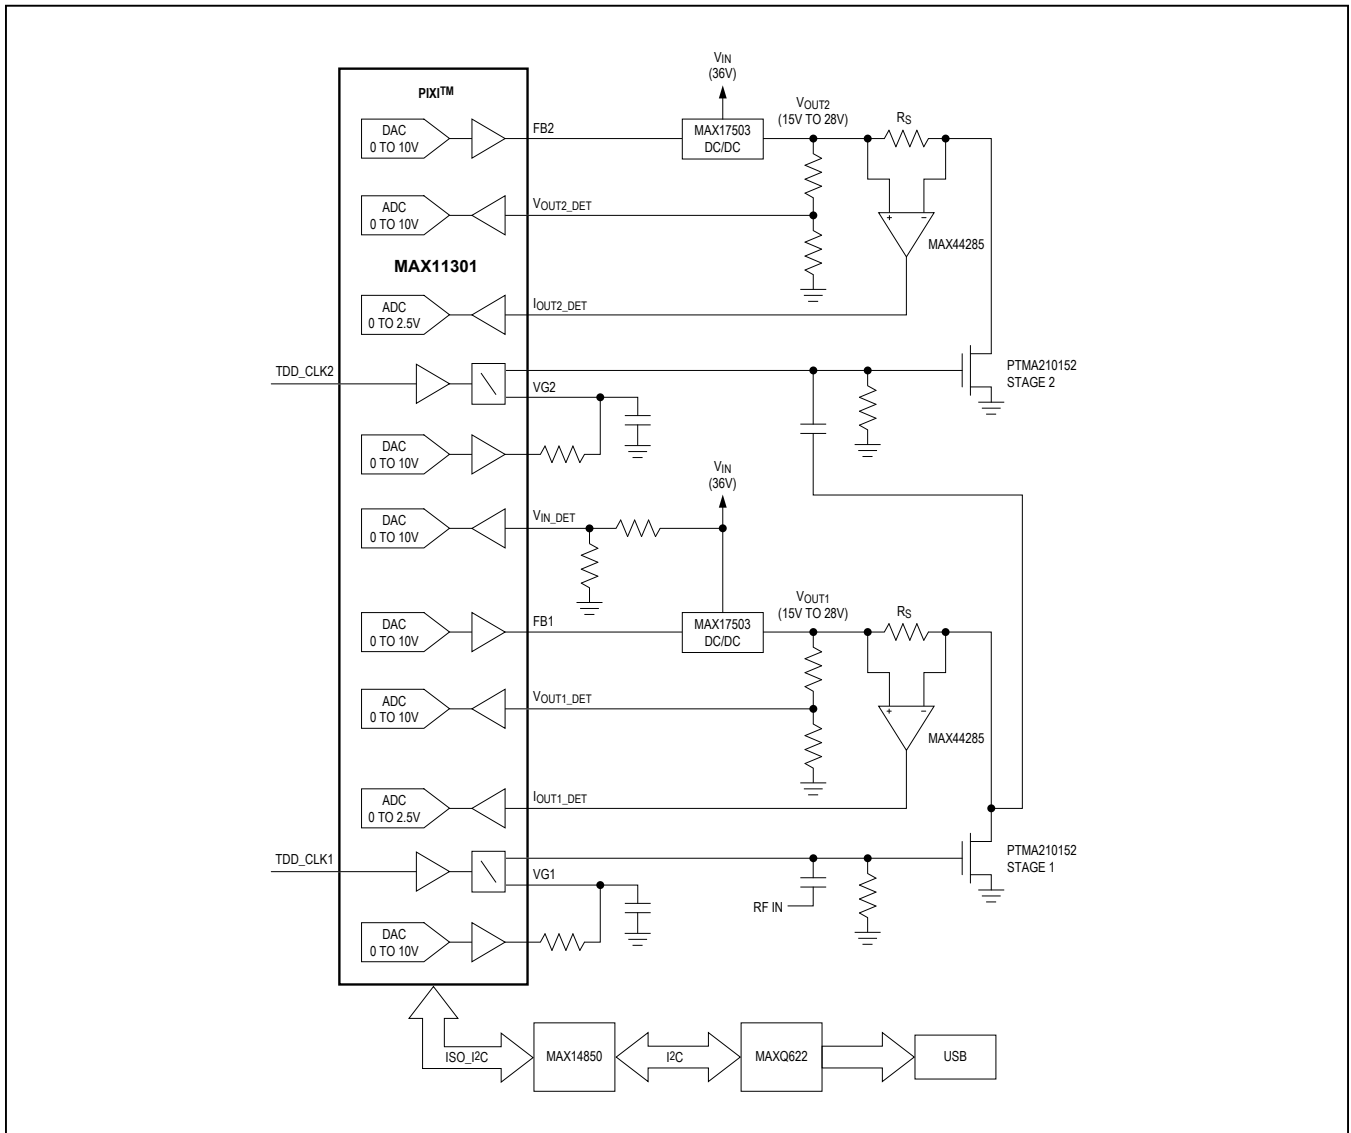 PIXI™
VIN
(36V)
VOUT2
(15V TO 28V)
RS
DAC
0 TO 10V
FB2
MAX17503
DC/DC
ADC
0 TO 10V
VOUT2_DET
+ −
MAX44285
MAX11301
ADC
0 TO 2.5V
IOUT2_DET
TDD_CLK2
VG2
PTMA210152
STAGE 2
DAC
0 TO 10V
VIN
(36V)
DAC
0 TO 10V
VIN_DET
VOUT1
(15V TO 28V)
RS
DAC
0 TO 10V
FB1
MAX17503
DC/DC
ADC
0 TO 10V
VOUT1_DET
+ −
MAX44285
ADC
0 TO 2.5V
IOUT1_DET
TDD_CLK1
VG1
PTMA210152
STAGE 1
RF IN
DAC
0 TO 10V
ISO_I2C
MAX14850
I2C
MAXQ622
USB